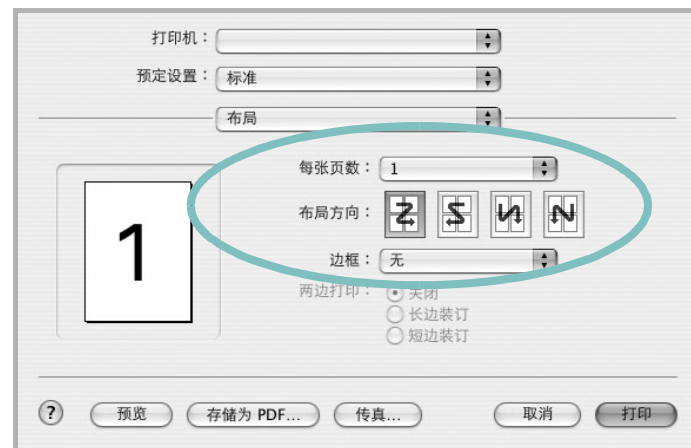 打印机：
预定设置： 标准
布局
每张页数： 1
布局方向：
边框： 无
两边打印： 关闭
长边装订
短边装订
1
? 预览 存储为 PDF... 传真... 取消 打印